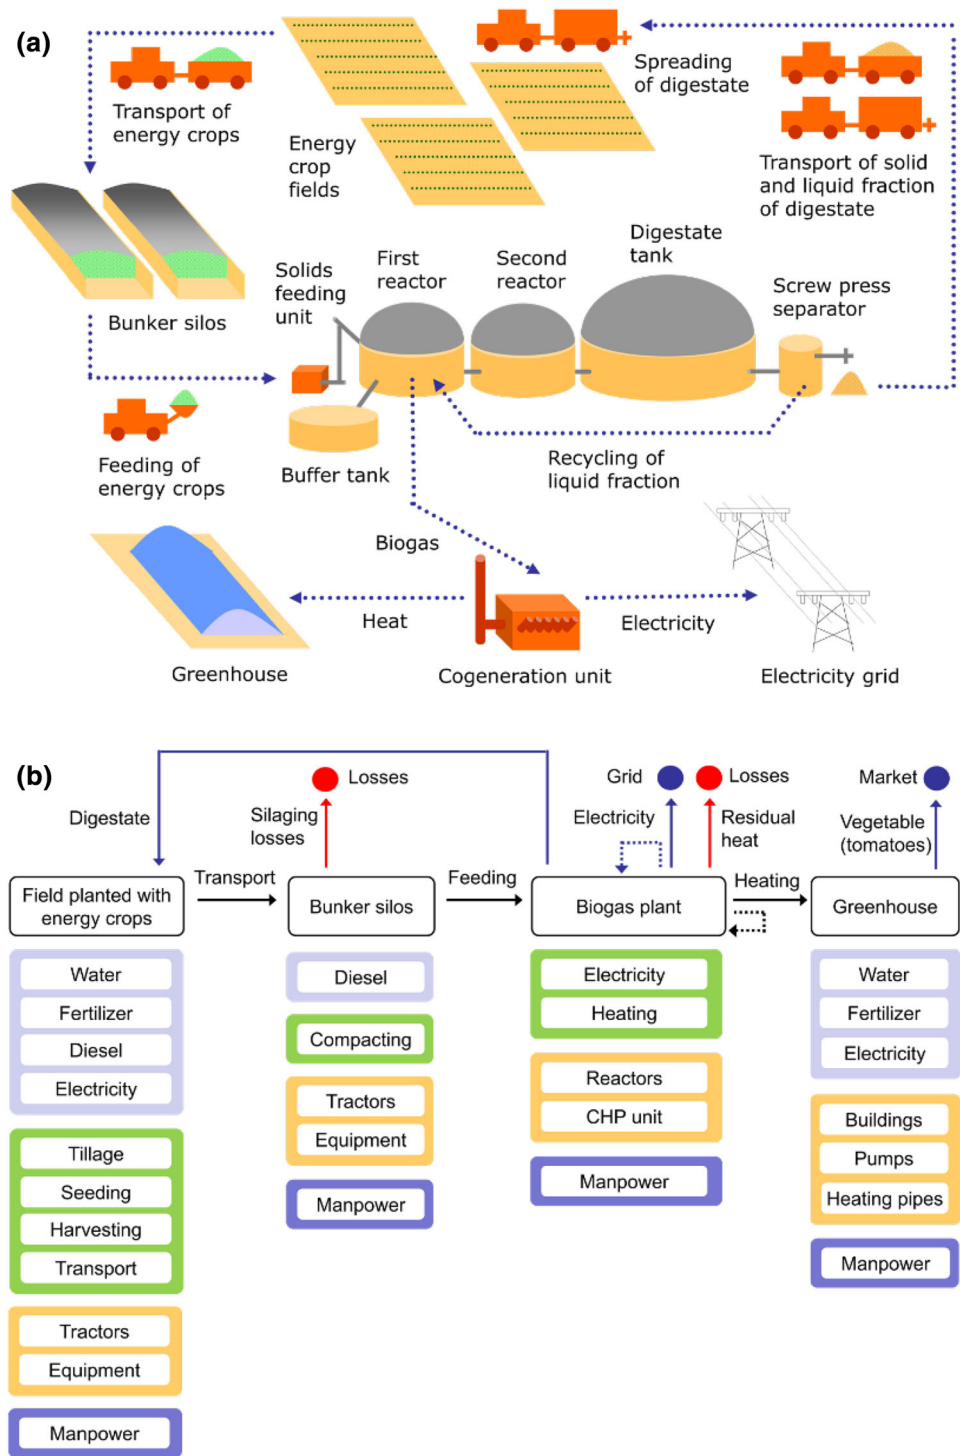 (a)
Transport of
energy crops
Energy
crop
fields
Spreading
of digestate
Transport of solid
and liquid fraction
of digestate
Bunker silos
Solids
feeding
unit
First
reactor
Second
reactor
Digestate
tank
Screw press
separator
Feeding of
energy crops
Buffer tank
Recycling of
liquid fraction
Biogas
Heat
Electricity
Greenhouse
Cogeneration unit
Electricity grid
(b)
Losses
Grid
Losses
Market
Digestate
Silaging
losses
Electricity
Residual
heat
Vegetable
(tomatoes)
Transport
Feeding
Heating
Field planted with
energy crops
Bunker silos
Biogas plant
Greenhouse
Water
Fertilizer
Diesel
Electricity
Tillage
Seeding
Harvesting
Transport
Tractors
Equipment
Manpower
Diesel
Compacting
Tractors
Equipment
Manpower
Electricity
Heating
Reactors
CHP unit
Manpower
Water
Fertilizer
Electricity
Buildings
Pumps
Heating pipes
Manpower